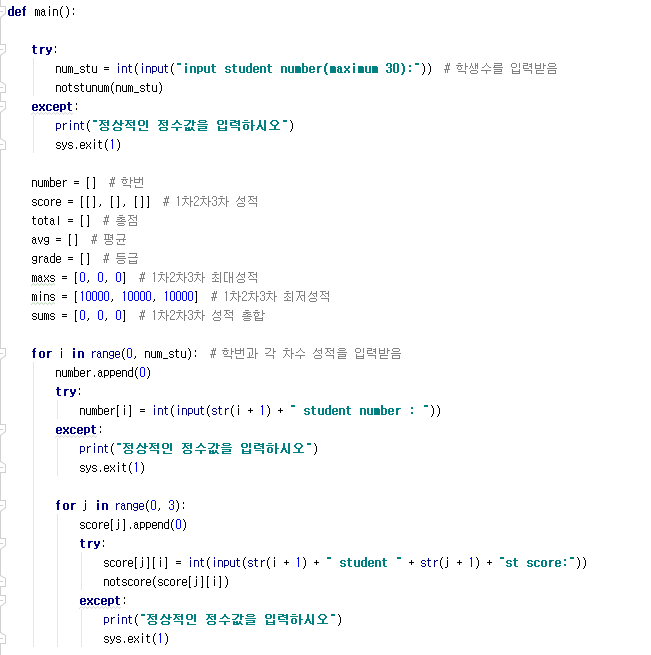 def main():
try:
num_stu = int(input("input student number(maximum 30):")) # 학생수를 입력받음
notstunum(num_stu)
except:
print("정상적인 정수값을 입력하시오")
sys.exit(1)
number = [] # 학번
score = [[], [], []] # 1차2차3차 성적
total = [] # 총점
avg = [] # 평균
grade = [] # 등급
maxs = [0, 0, 0] # 1차2차3차 최대성적
mins = [10000, 10000, 10000] # 1차2차3차 최저성적
sums = [0, 0, 0] # 1차2차3차 성적 총합
for i in range(0, num_stu): # 학번과 각 차수 성적을 입력받음
number.append(0)
try:
number[i] = int(input(str(i + 1) + " student number : "))
except:
print("정상적인 정수값을 입력하시오")
sys.exit(1)
for j in range(0, 3):
score[j].append(0)
try:
score[j][i] = int(input(str(i + 1) + " student " + str(j + 1) + "st score:"))
notscore(score[j][i])
except:
print("정상적인 정수값을 입력하시오")
sys.exit(1)